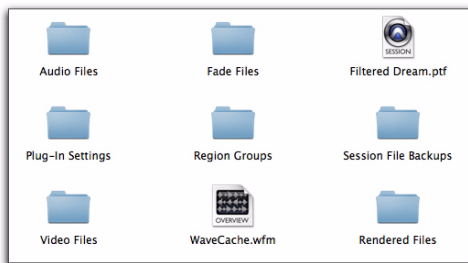 Audio Files
Fade Files
SESSION
Filtered Dream.ptf
Plug-In Settings
Region Groups
Session File Backups
OVERVIEW
Video Files
WaveCache.wfm
Rendered Files